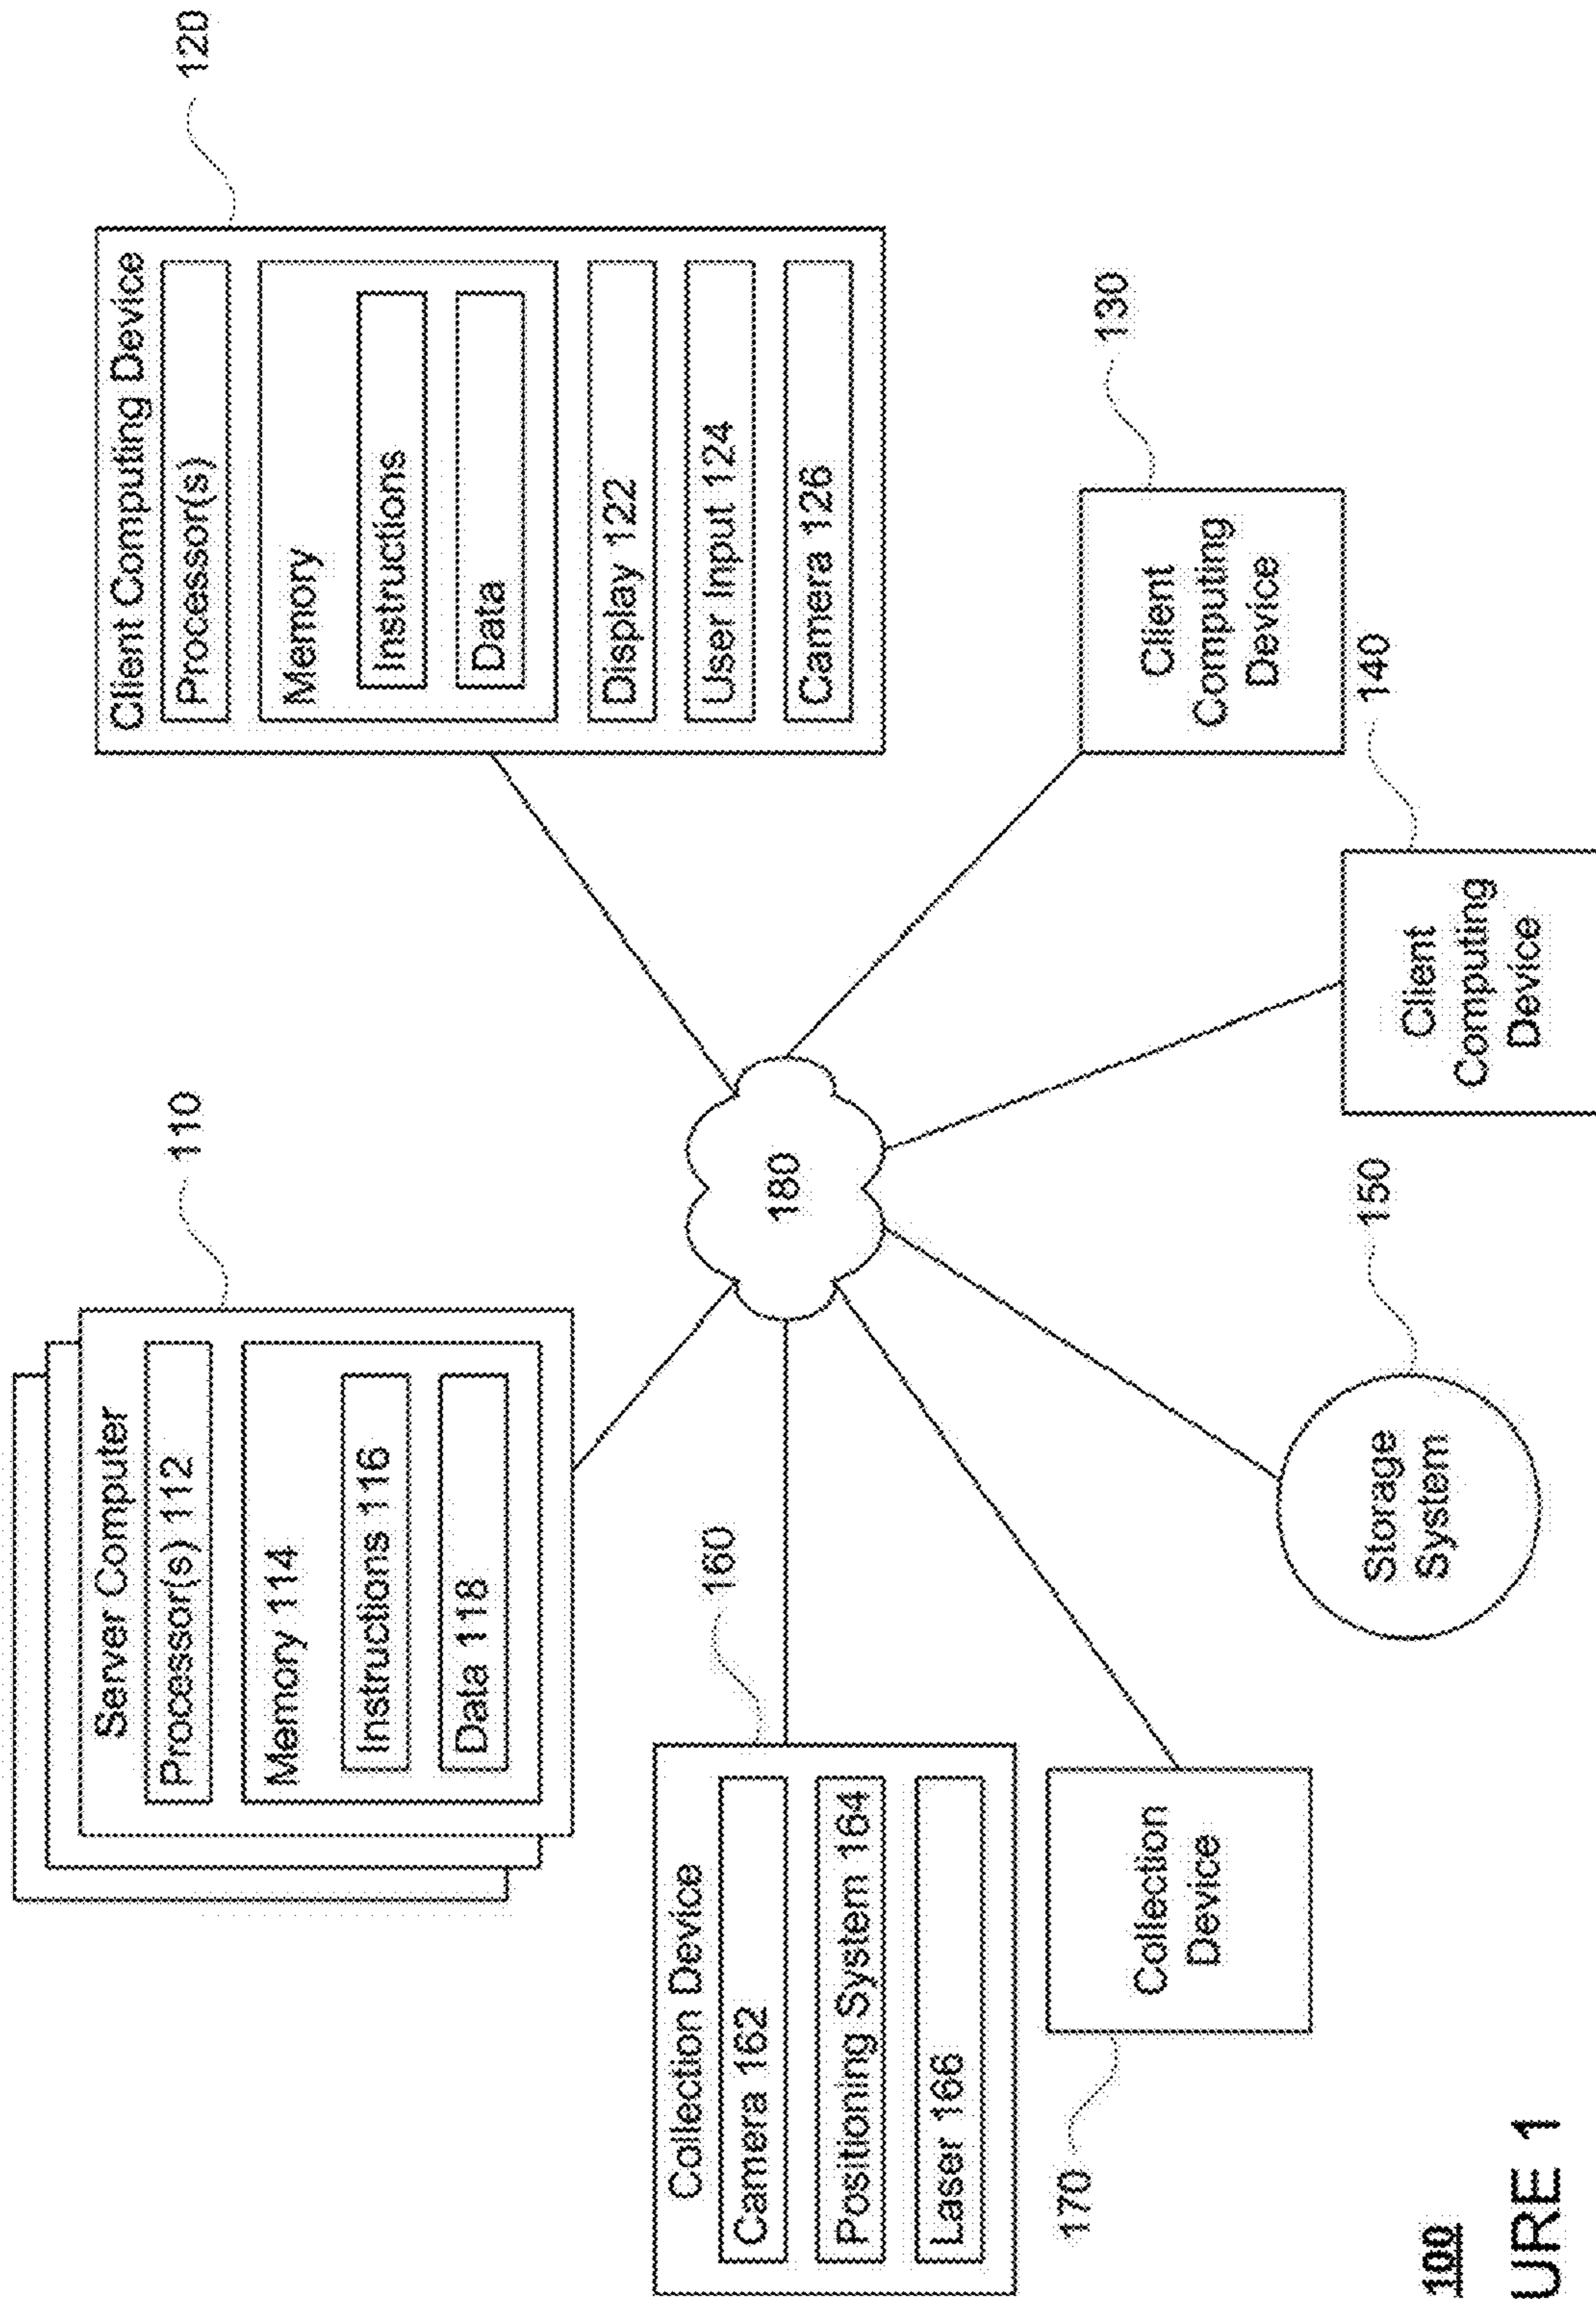 110
Server Computer
Processor(s) 112
Memory 114
Instructions 116
Data 118
120
Client Computing Device
Processor(s)
Memory
Instructions
Data
Display 122
User Input 124
Camera 126
160
Collection Device
Camera 162
Positioning System 164
Laser 166
180
130
Client
Computing
Device
170
Collection
Device
150
Storage
System
140
Client
Computing
Device
100
URE 1